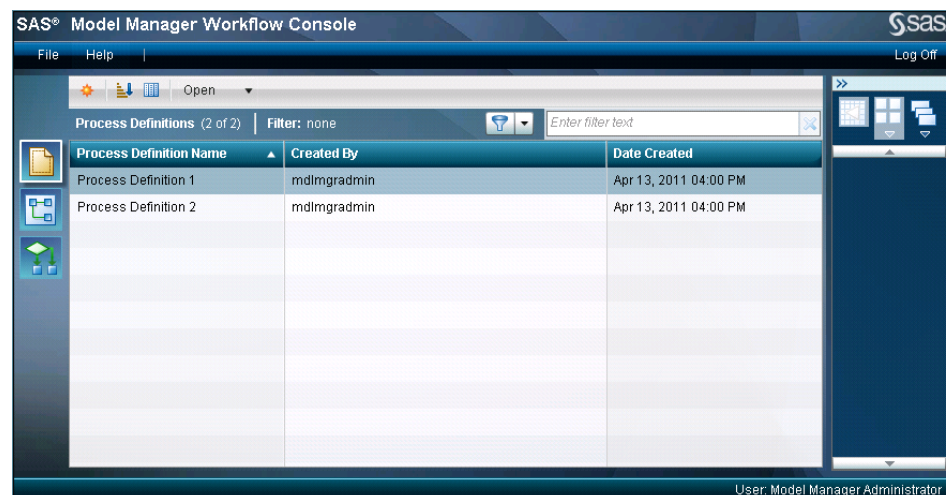 SAS® Model Manager Workflow Console
sas
File Help Log Off
Open
Process Definitions (2 of 2) Filter: none Enter filter text
Process Definition Name Created By Date Created
Process Definition 1 mdlmgradmin Apr 13, 2011 04:00 PM
Process Definition 2 mdlmgradmin Apr 13, 2011 04:00 PM
User: Model Manager Administrator